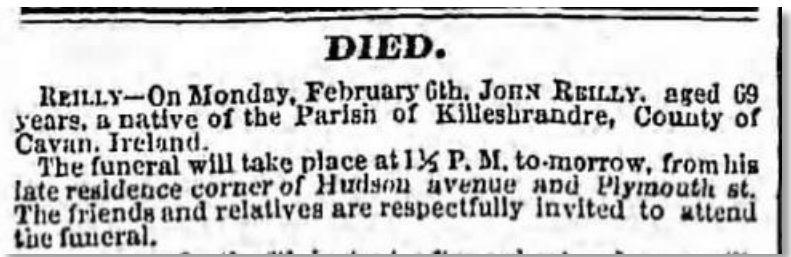 DIED.
REILLY—On Monday, February 6th, JOHN REILLY, aged 69
years, a native of the Parish of Killeshrandre, County of
Cavan, Ireland.
The funeral will take place at 1½ P. M. to-morrow, from his
late residence corner of Hudson avenue and Plymouth st.
The friends and relatives are respectfully invited to attend
the funeral.